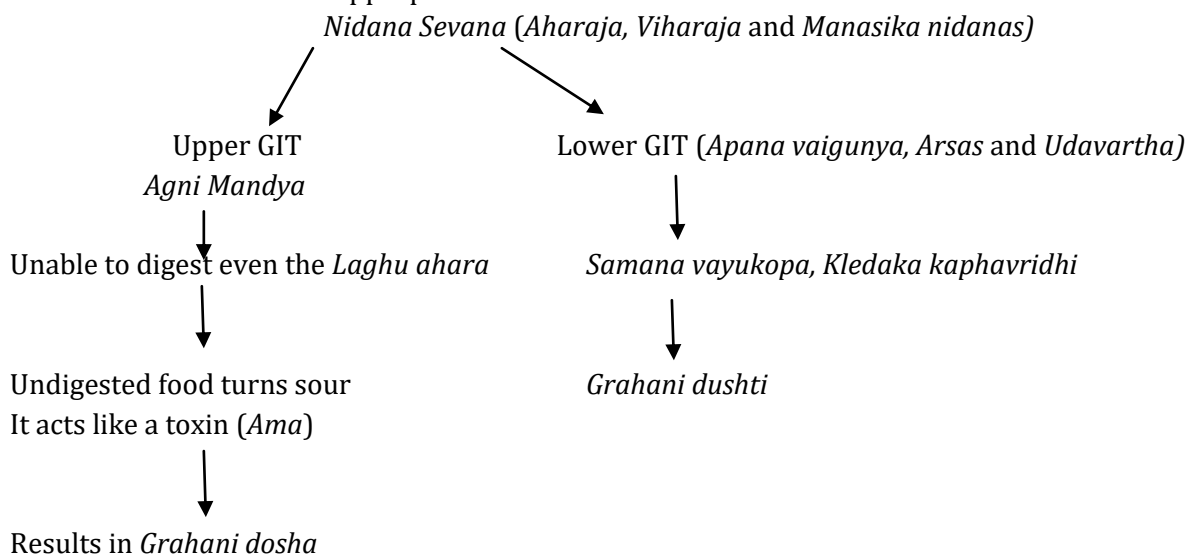 Nidana Sevana (Aharaja, Viharaja and Manasika nidanas)
Upper GIT
Agni Mandya
Lower GIT (Apana vaigunya, Arsas and Udavartha)
Unable to digest even the Laghu ahara
Samana vayukopa, Kledaka kaphavridhi
Undigested food turns sour
It acts like a toxin (Ama)
Grahani dushti
Results in Grahani dosha